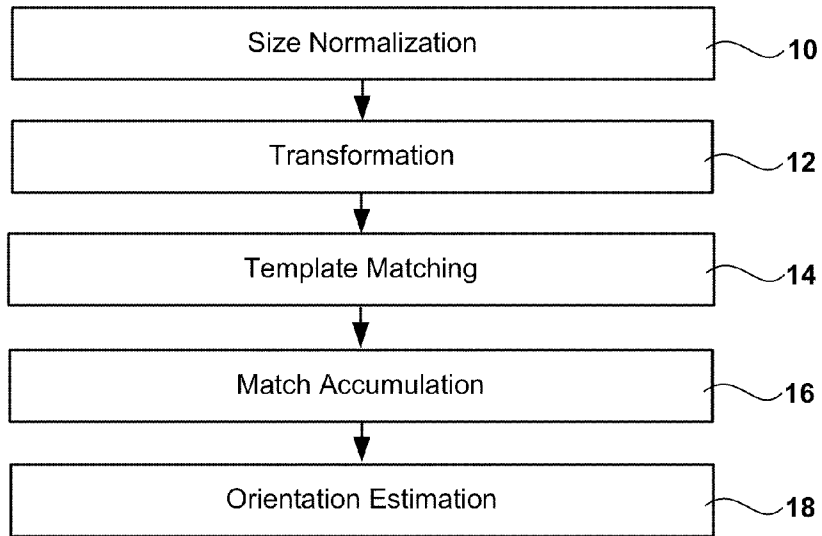 Size Normalization 10
Transformation 12
Template Matching 14
Match Accumulation 16
Orientation Estimation 18